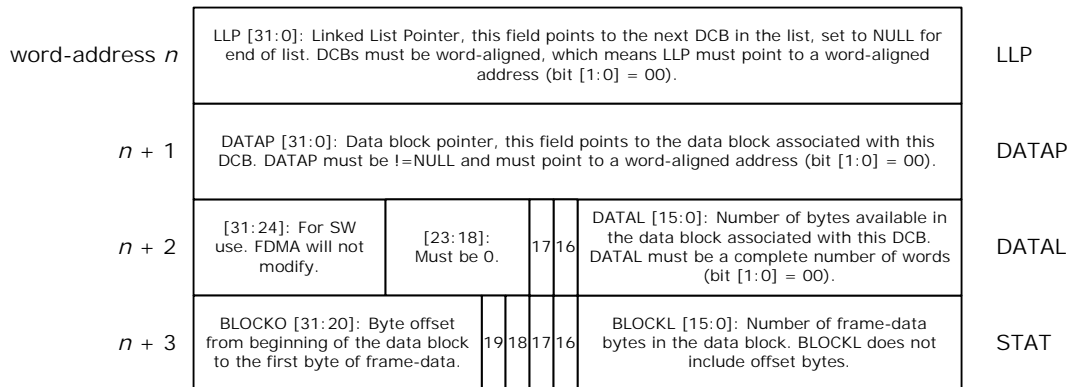 LLP [31:0]: Linked List Pointer, this field points to the next DCB in the list, set to NULL for
end of list. DCBs must be word-aligned, which means LLP must point to a word-aligned
address (bit [1:0] = 00).
word-address n
LLP
DATAP [31:0]: Data block pointer, this field points to the data block associated with this
DCB. DATAP must be !=NULL and must point to a word-aligned address (bit [1:0] = 00).
n + 1
DATAP
n + 2
[31:24]: For SW
use. FDMA will not
modify.
[23:18]:
Must be 0.
17
16
DATAL [15:0]: Number of bytes available in
the data block associated with this DCB.
DATAL must be a complete number of words
(bit [1:0] = 00).
DATAL
n + 3
BLOCKO [31:20]: Byte offset
from beginning of the data block
to the first byte of frame-data.
19
18
17
16
BLOCKL [15:0]: Number of frame-data
bytes in the data block. BLOCKL does not
include offset bytes.
STAT